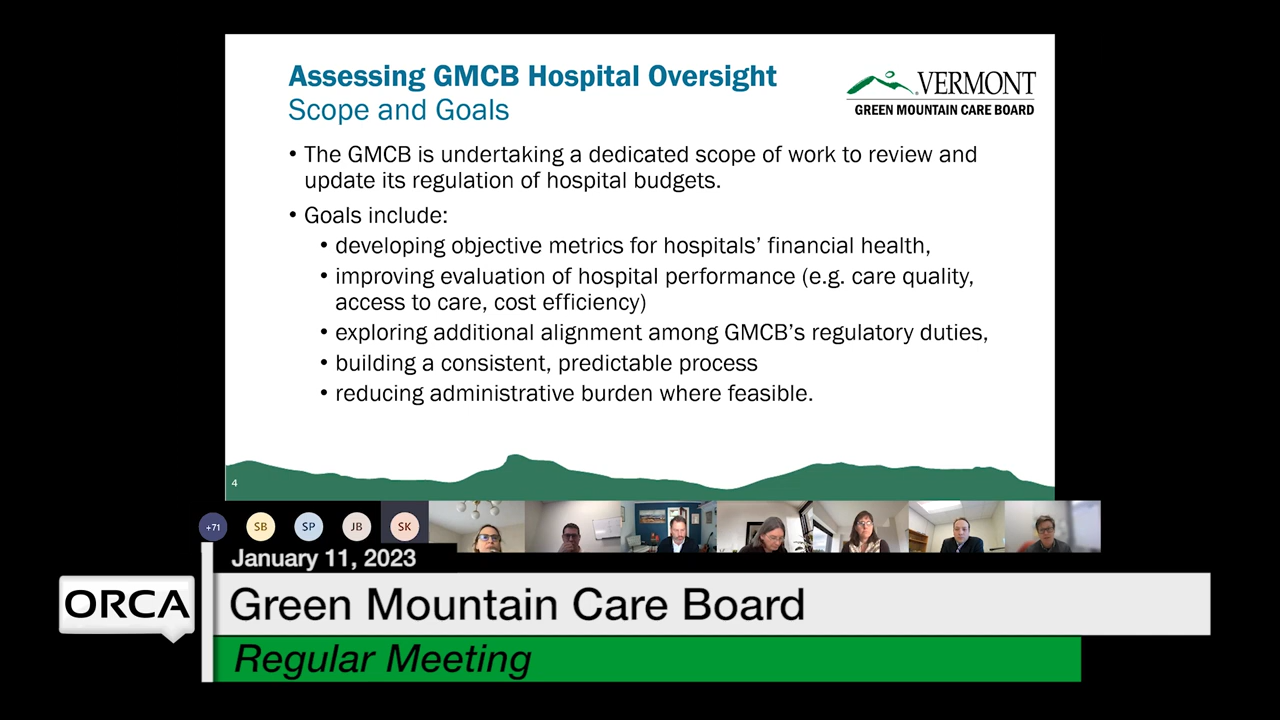 Assessing GMCB Hospital Oversight
Scope and Goals
VERMONT
GREEN MOUNTAIN CARE BOARD
• The GMCB is undertaking a dedicated scope of work to review and
update its regulation of hospital budgets.
• Goals include:
• developing objective metrics for hospitals’ financial health,
• improving evaluation of hospital performance (e.g. care quality,
access to care, cost efficiency)
• exploring additional alignment among GMCB’s regulatory duties,
• building a consistent, predictable process
• reducing administrative burden where feasible.
4
+71
SB
SP
JB
SK
January 11, 2023
ORCA
Green Mountain Care Board
Regular Meeting